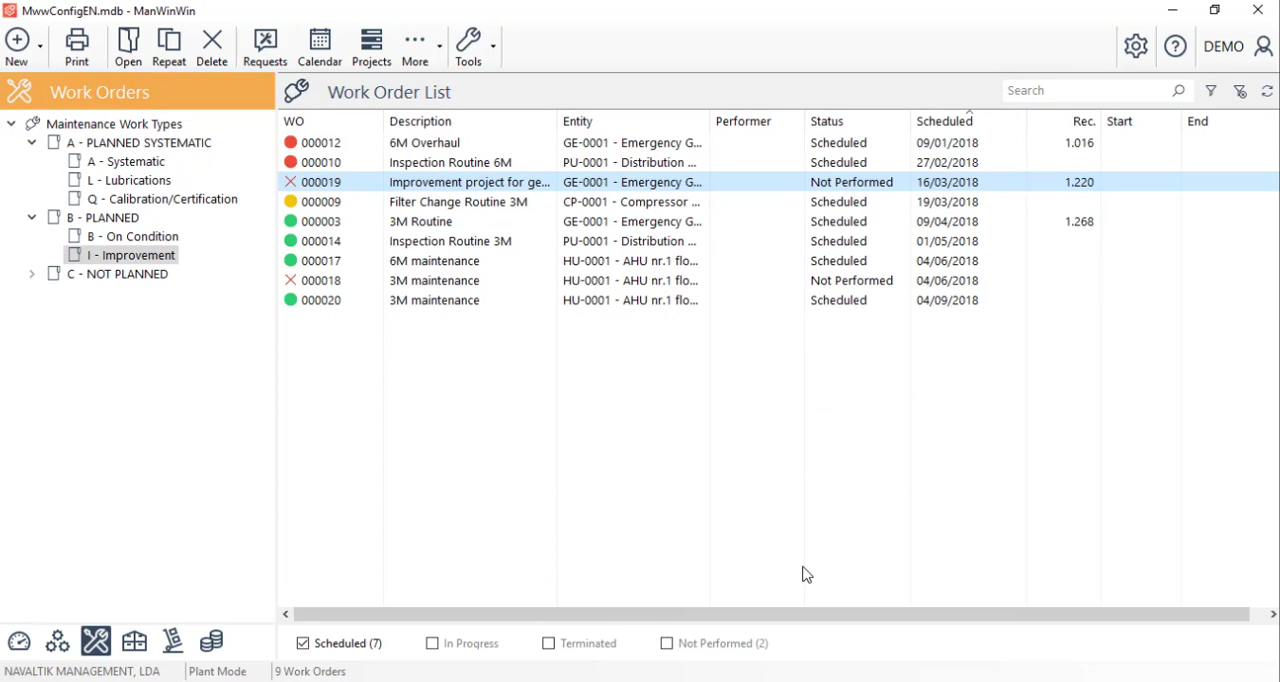 MwwConfigEN.mdb - ManWinWin
New Print Open Repeat Delete Requests Calendar Projects More Tools DEMO
Work Orders
Maintenance Work Types
A - PLANNED SYSTEMATIC
A - Systematic
L - Lubrications
Q - Calibration/Certification
B - PLANNED
B - On Condition
I - Improvement
C - NOT PLANNED
Work Order List Search
WO Description Entity Performer Status Scheduled Rec. Start End
000012 6M Overhaul GE-0001 - Emergency G... Scheduled 09/01/2018 1.016
000010 Inspection Routine 6M PU-0001 - Distribution ... Scheduled 27/02/2018
000019 Improvement project for ge... GE-0001 - Emergency G... Not Performed 16/03/2018 1.220
000009 Filter Change Routine 3M CP-0001 - Compressor ... Scheduled 19/03/2018
000003 3M Routine GE-0001 - Emergency G... Scheduled 09/04/2018 1.268
000014 Inspection Routine 3M PU-0001 - Distribution ... Scheduled 01/05/2018
000017 6M maintenance HU-0001 - AHU nr.1 flo... Scheduled 04/06/2018
000018 3M maintenance HU-0001 - AHU nr.1 flo... Not Performed 04/06/2018
000020 3M maintenance HU-0001 - AHU nr.1 flo... Scheduled 04/09/2018
Scheduled (7) In Progress Terminated Not Performed (2)
NAVALTIK MANAGEMENT, LDA Plant Mode 9 Work Orders